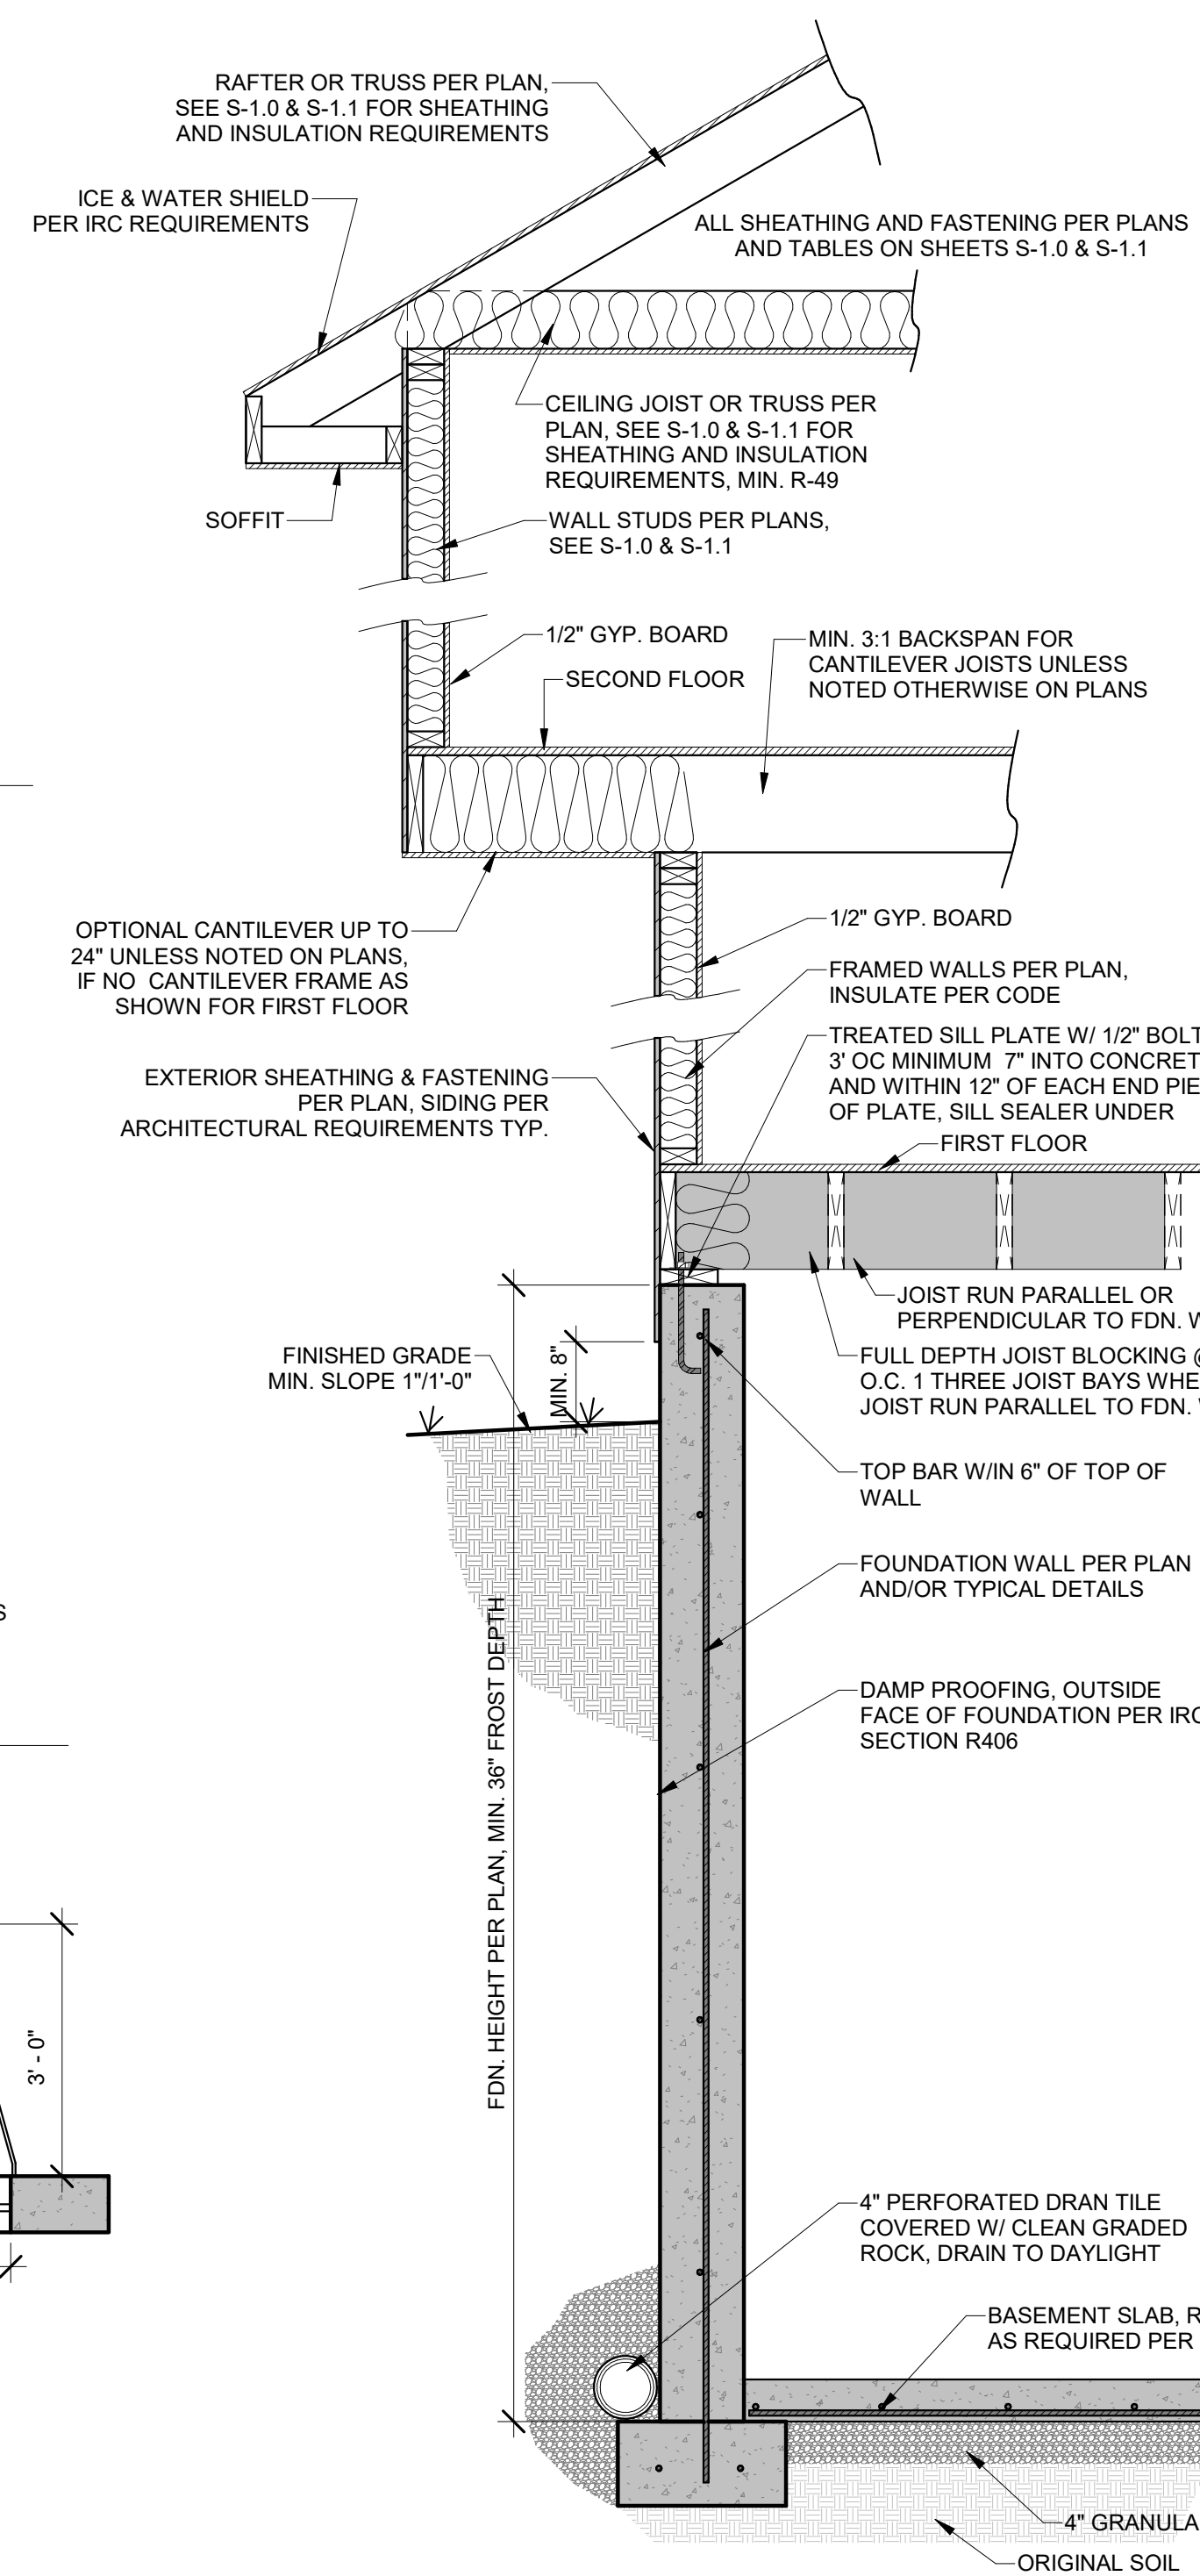 RAFTER OR TRUSS PER PLAN,
SEE S-1.0 & S-1.1 FOR SHEATHING
AND INSULATION REQUIREMENTS
ICE & WATER SHIELD
PER IRC REQUIREMENTS
ALL SHEATHING AND FASTENING PER PLANS
AND TABLES ON SHEETS S-1.0 & S-1.1
CEILING JOIST OR TRUSS PER
PLAN, SEE S-1.0 & S-1.1 FOR
SHEATHING AND INSULATION
REQUIREMENTS, MIN. R-49
SOFFIT
WALL STUDS PER PLANS,
SEE S-1.0 & S-1.1
1/2" GYP. BOARD
SECOND FLOOR
MIN. 3:1 BACKSPAN FOR
CANTILEVER JOISTS UNLESS
NOTED OTHERWISE ON PLANS
OPTIONAL CANTILEVER UP TO
24" UNLESS NOTED ON PLANS,
IF NO CANTILEVER FRAME AS
SHOWN FOR FIRST FLOOR
1/2" GYP. BOARD
FRAMED WALLS PER PLAN,
INSULATE PER CODE
TREATED SILL PLATE W/ 1/2" BOLT
3' OC MINIMUM 7" INTO CONCRET
AND WITHIN 12" OF EACH END PIE
OF PLATE, SILL SEALER UNDER
EXTERIOR SHEATHING & FASTENING
PER PLAN, SIDING PER
ARCHITECTURAL REQUIREMENTS TYP.
FIRST FLOOR
JOIST RUN PARALLEL OR
PERPENDICULAR TO FDN. W
FINISHED GRADE
MIN. SLOPE 1"/1'-0"
MIN. 8"
FULL DEPTH JOIST BLOCKING @
O.C. 1 THREE JOIST BAYS WHE
JOIST RUN PARALLEL TO FDN.
TOP BAR W/IN 6" OF TOP OF
WALL
FOUNDATION WALL PER PLAN
AND/OR TYPICAL DETAILS
S
FDN. HEIGHT PER PLAN, MIN. 36" FROST DEPTH
DAMP PROOFING, OUTSIDE
FACE OF FOUNDATION PER IRC
SECTION R406
3' - 0"
4" PERFORATED DRAN TILE
COVERED W/ CLEAN GRADED
ROCK, DRAIN TO DAYLIGHT
BASEMENT SLAB, R
AS REQUIRED PER
4" GRANULA
ORIGINAL SOIL